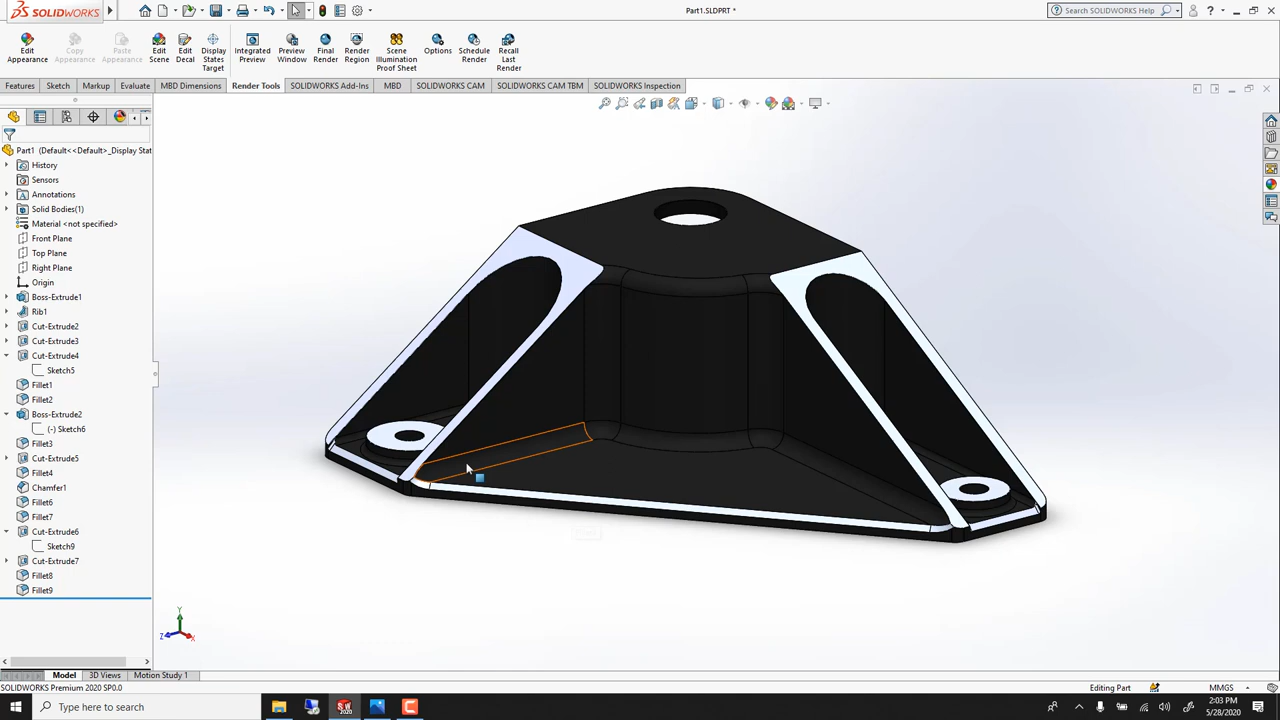 SOLIDWORKS
Part1.SLDPRT *
Search SOLIDWORKS
Edit Appearance
Copy Appearance
Paste Appearance
Edit Scene
Edit Decal
Display States Target
Integrated Preview
Preview Window
Final Render
Render Region
Scene Illumination Proof Sheet
Options
Schedule Render
Recall Last Render
Features
Sketch
Markup
Evaluate
MBD Dimensions
Render Tools
SOLIDWORKS Add-Ins
MBD
SOLIDWORKS CAM
SOLIDWORKS CAM TBM
SOLIDWORKS Inspection
Part1 (Default<<Default>_Display Stat
History
Sensors
Annotations
Solid Bodies(1)
Material <not specified>
Front Plane
Top Plane
Right Plane
Origin
Boss-Extrude1
Rib1
Cut-Extrude2
Cut-Extrude3
Cut-Extrude4
Sketch5
Fillet1
Fillet2
Boss-Extrude2
(-) Sketch6
Fillet3
Cut-Extrude5
Fillet4
Chamfer1
Fillet6
Fillet7
Cut-Extrude6
Sketch9
Cut-Extrude7
Fillet8
Fillet9
Y
Z
X
Model
3D Views
Motion Study 1
SOLIDWORKS Premium 2020 SP0.0
Editing Part
MMGS
Type here to search
2:03 PM
5/28/2020